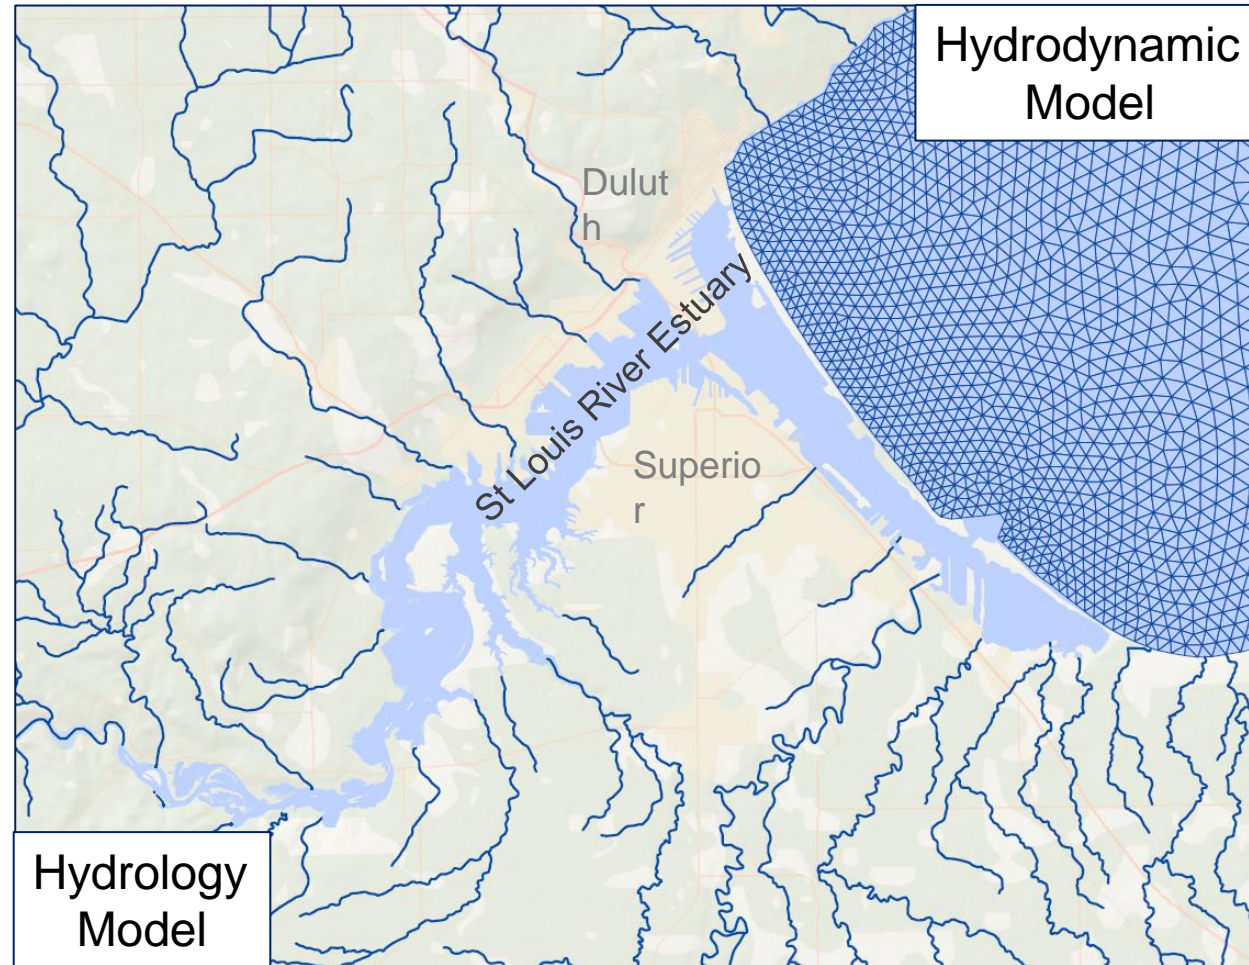 Hydrodynamic
Model
Dulut
h
St Louis River Estuary
Superio
r
Hydrology
Model